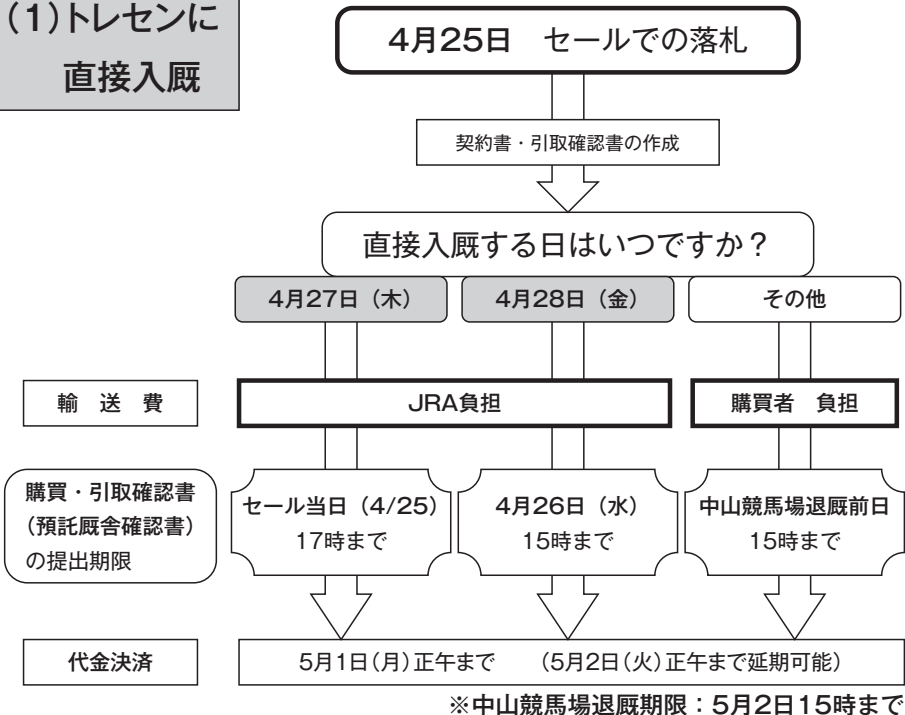 (1)トレセンに
直接入厩
4月25日　セールでの落札
契約書・引取確認書の作成
直接入厩する日はいつですか？
4月27日（木）
4月28日（金）
その他
輸　送　費
JRA負担
購買者　負担
購買・引取確認書
（預託厩舎確認書）
の提出期限
セール当日（4/25）
17時まで
4月26日（水）
15時まで
中山競馬場退厩前日
15時まで
代金決済
5月1日（月）正午まで　（5月2日（火）正午まで延期可能）
※中山競馬場退厩期限：5月2日15時まで